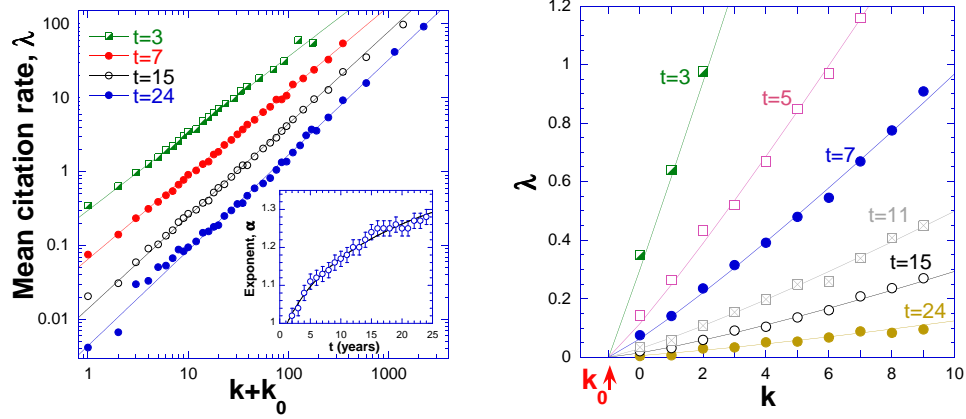 Mean citation rate, λ
100
10
1
0.1
0.01
t=3
t=7
t=15
t=24
1 10 100 1000
k+k0
Exponent, α
1.3
1.2
1.1
1
0 5 10 15 20 25
t (years)
λ
1.2
1
0.8
0.6
0.4
0.2
0
t=3
t=5
t=7
t=11
t=15
t=24
0 2 4 6 8 10
k0
k